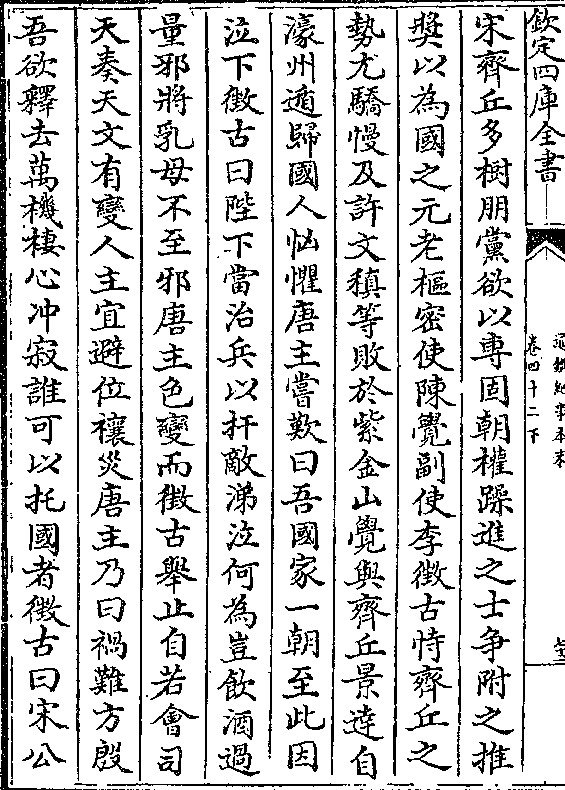 欽定四庫全書
通鑑紀事本末
卷四十二下
宋齊丘多樹朋黨欲以專固朝權躁進之士爭附之推
奬以為國之元老樞密使陳覺副使李徵古恃齊丘之
勢尤驕慢及許文稹等敗於紫金山覺與齊丘景達自
濠州遁歸國人恟懼唐主嘗歎曰吾國家一朝至此因
泣下徵古曰陛下當治兵以扞敵涕泣何為豈飲酒過
量邪將乳母不至邪唐主色變而徵古舉止自若會司
天奏天文有變人主宜避位禳災唐主乃曰禍難方殷
吾欲釋去萬機棲心冲寂誰可以托國者徵古曰宋公